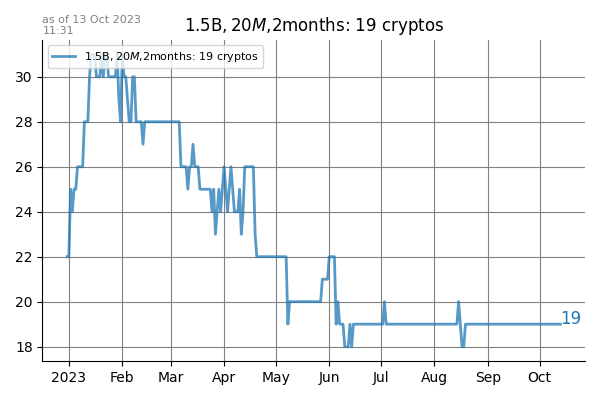 as of 13 Oct 2023
11:31
1.5B, 20M,2months: 19 cryptos
1.5B, 20M,2months: 19 cryptos
30
28
26
24
22
20
18
19
2023 Feb Mar Apr May Jun Jul Aug Sep Oct